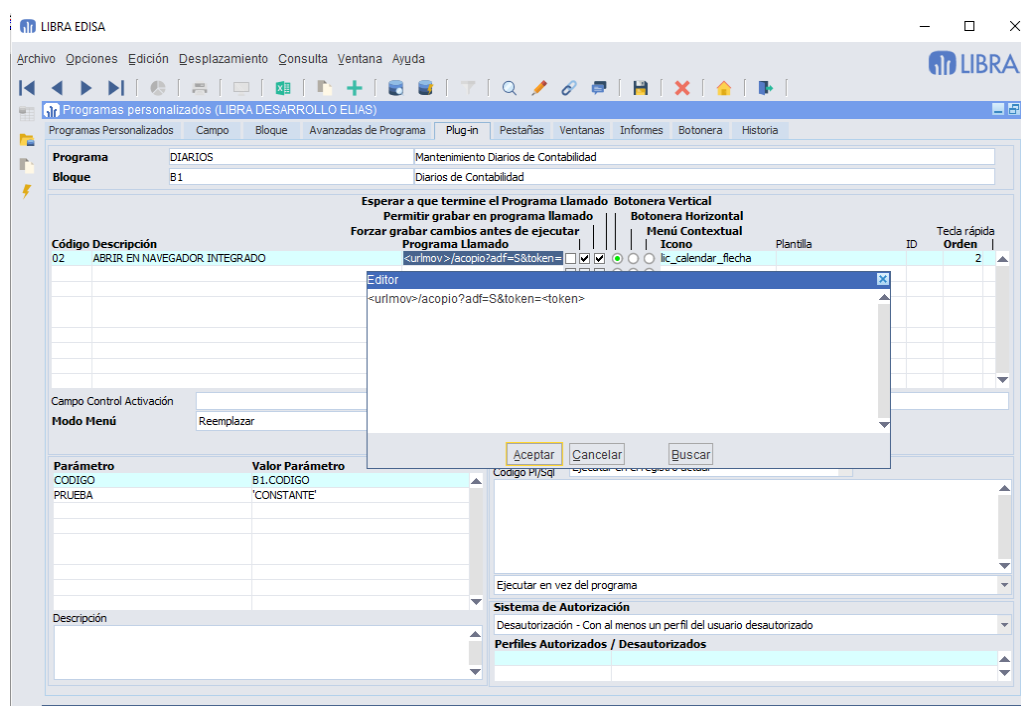 LIBRA EDISA
Archivo Opciones Edición Desplazamiento Consulta Ventana Ayuda
LIBRA
Programas personalizados (LIBRA DESARROLLO ELIAS)
Programas Personalizados Campo Bloque Avanzadas de Programa Plug-in Pestañas Ventanas Informes Botonera Historia
Programa DIARIOS Mantenimiento Diarios de Contabilidad
Bloque B1 Diarios de Contabilidad
Esperar a que termine el Programa Llamado Botonera Vertical
Permitir grabar en programa llamado Botonera Horizontal
Forzar grabar cambios antes de ejecutar Menú Contextual Tecla rápida
Código Descripción Programa Llamado Icono Plantilla ID Orden
02 ABRIR EN NAVEGADOR INTEGRADO <urlmov>/acopio?adf=S&token= lic_calendar_flecha 2
Editor
<urlmov>/acopio?adf=S&token=<token>
Campo Control Activación
Modo Menú Reemplazar
Aceptar Cancelar Buscar
Parámetro Valor Parámetro
Código Pl/Sql Ejecutar en el registro actual
CODIGO B1.CODIGO
PRUEBA 'CONSTANTE'
Ejecutar en vez del programa
Sistema de Autorización
Descripción
Desautorización - Con al menos un perfil del usuario desautorizado
Perfiles Autorizados / Desautorizados